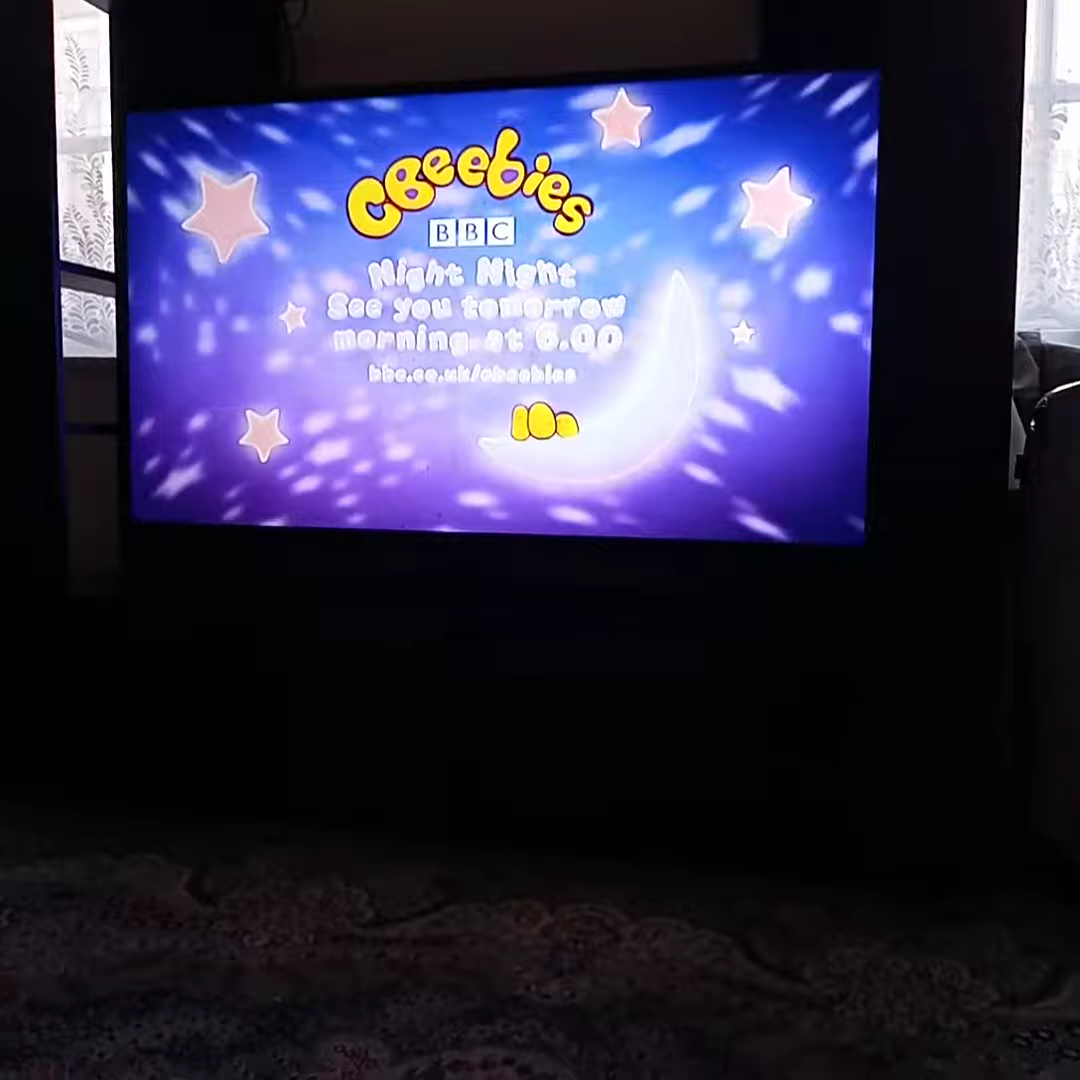 CBeebies
BBC
Night Night
See you tomorrow
morning at 6.00
bbc.co.uk/cbeebies